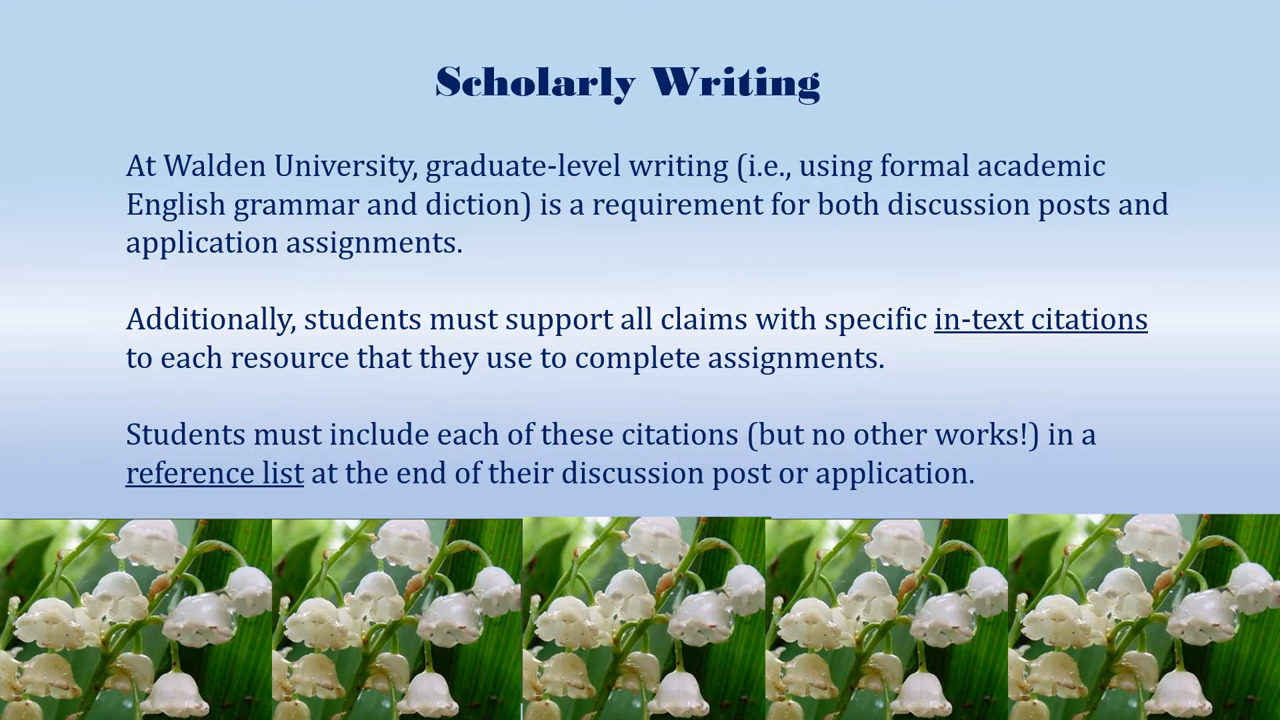 Scholarly Writing
At Walden University, graduate-level writing (i.e., using formal academic
English grammar and diction) is a requirement for both discussion posts and
application assignments.
Additionally, students must support all claims with specific in-text citations
to each resource that they use to complete assignments.
Students must include each of these citations (but no other works!) in a
reference list at the end of their discussion post or application.